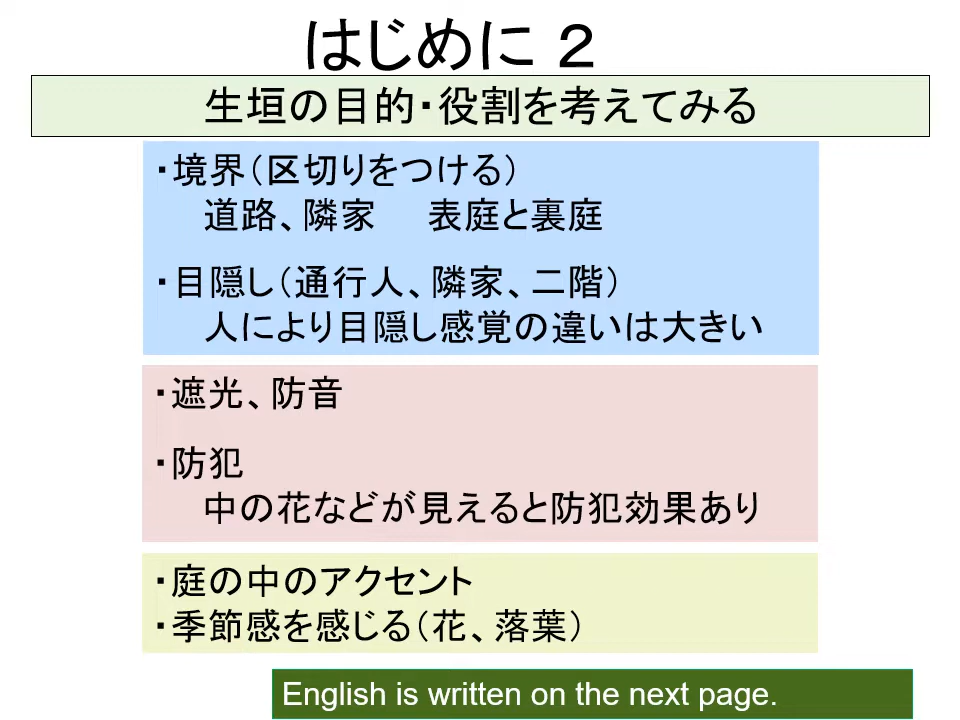 はじめに ２
生垣の目的・役割を考えてみる
・境界（区切りをつける）
道路、隣家　表庭と裏庭
・目隠し（通行人、隣家、二階）
人により目隠し感覚の違いは大きい
・遮光、防音
・防犯
中の花などが見えると防犯効果あり
・庭の中のアクセント
・季節感を感じる（花、落葉）
English is written on the next page.